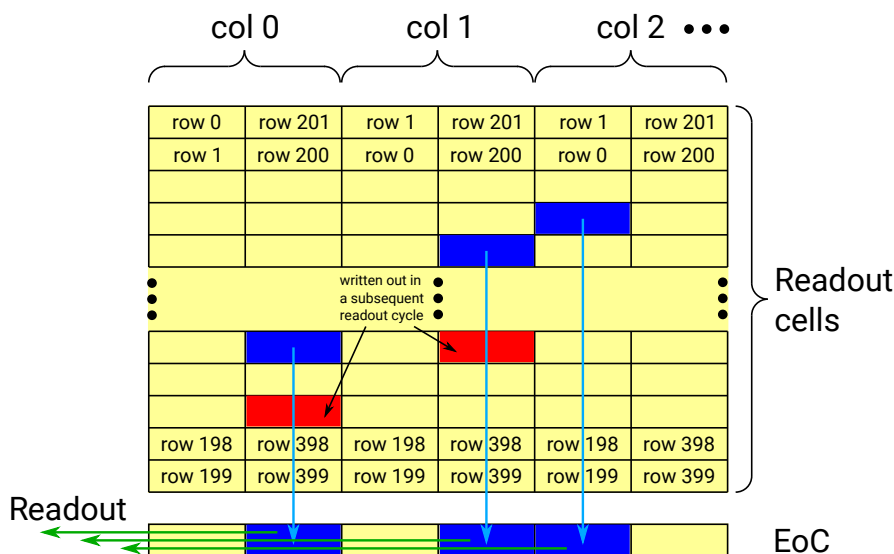 col 0 col 1 col 2 •••
row 0 row 201 row 1 row 201 row 1 row 201
row 1 row 200 row 0 row 200 row 0 row 200
written out in
a subsequent
readout cycle
Readout
cells
row 198 row 398 row 198 row 398 row 198 row 398
row 199 row 399 row 199 row 399 row 199 row 399
Readout
EoC